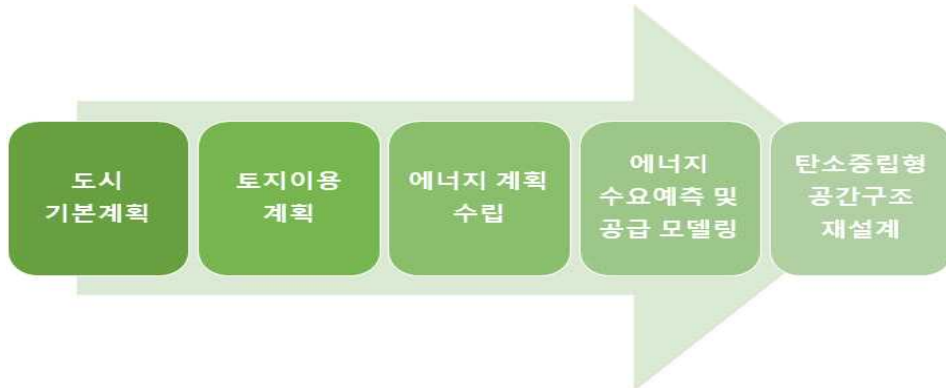 도시
기본계획
토지이용
계획
에너지 계획
수립
에너지
수요예측 및
공급 모델링
탄소중립형
공간구조
재설계